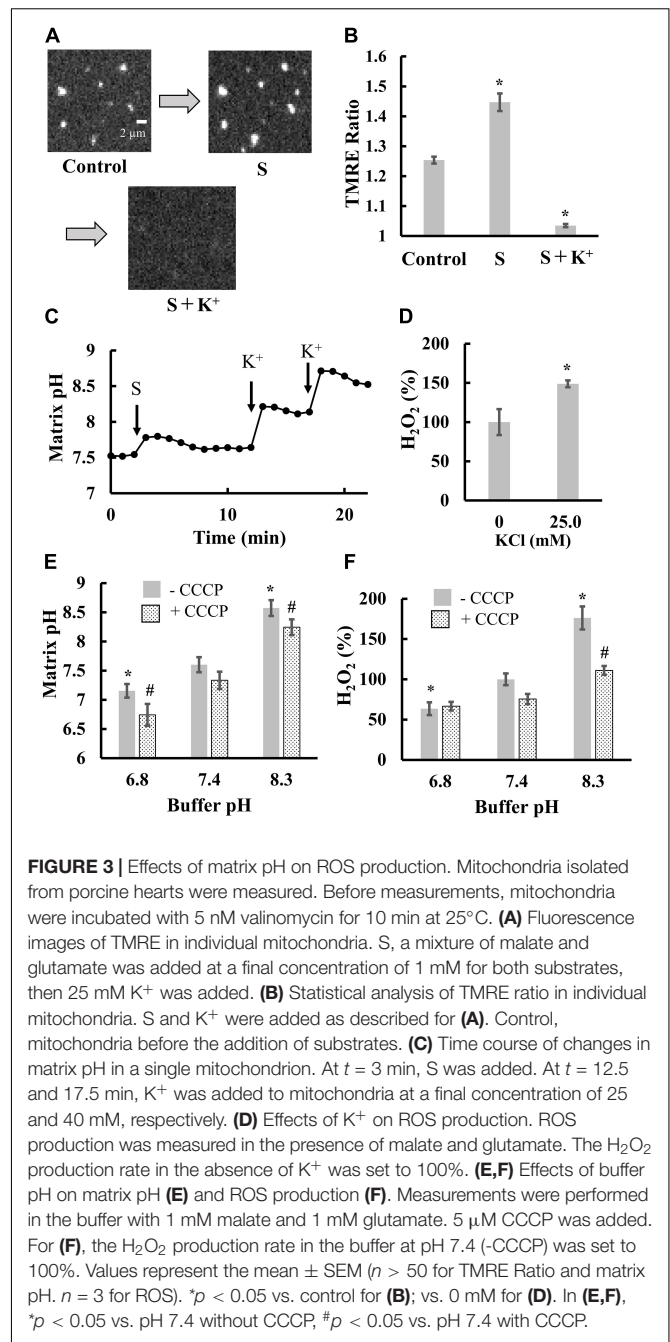 A
2 µm
Control
S
S + K⁺
B
TMRE Ratio
1.6
1.5
1.4
1.3
1.2
1.1
1
*
*
Control S S + K⁺
C
Matrix pH
9
8.5
8
7.5
7
S
K⁺
K⁺
0 10 20
Time (min)
D
H₂O₂ (%)
200
150
100
50
0
*
0 25.0
KCl (mM)
E
Matrix pH
9
8.5
8
7.5
7
6.5
6
- CCCP
+ CCCP
*
#
*
#
6.8 7.4 8.3
Buffer pH
F
H₂O₂ (%)
200
150
100
50
0
- CCCP
+ CCCP
*
*
#
6.8 7.4 8.3
Buffer pH
FIGURE 3 | Effects of matrix pH on ROS production. Mitochondria isolated
from porcine hearts were measured. Before measurements, mitochondria
were incubated with 5 nM valinomycin for 10 min at 25°C. (A) Fluorescence
images of TMRE in individual mitochondria. S, a mixture of malate and
glutamate was added at a final concentration of 1 mM for both substrates,
then 25 mM K⁺ was added. (B) Statistical analysis of TMRE ratio in individual
mitochondria. S and K⁺ were added as described for (A). Control,
mitochondria before the addition of substrates. (C) Time course of changes in
matrix pH in a single mitochondrion. At t = 3 min, S was added. At t = 12.5
and 17.5 min, K⁺ was added to mitochondria at a final concentration of 25
and 40 mM, respectively. (D) Effects of K⁺ on ROS production. ROS
production was measured in the presence of malate and glutamate. The H₂O₂
production rate in the absence of K⁺ was set to 100%. (E,F) Effects of buffer
pH on matrix pH (E) and ROS production (F). Measurements were performed
in the buffer with 1 mM malate and 1 mM glutamate. 5 µM CCCP was added.
For (F), the H₂O₂ production rate in the buffer at pH 7.4 (-CCCP) was set to
100%. Values represent the mean ± SEM (n > 50 for TMRE Ratio and matrix
pH. n = 3 for ROS). *p < 0.05 vs. control for (B); vs. 0 mM for (D). In (E,F),
*p < 0.05 vs. pH 7.4 without CCCP, #p < 0.05 vs. pH 7.4 with CCCP.